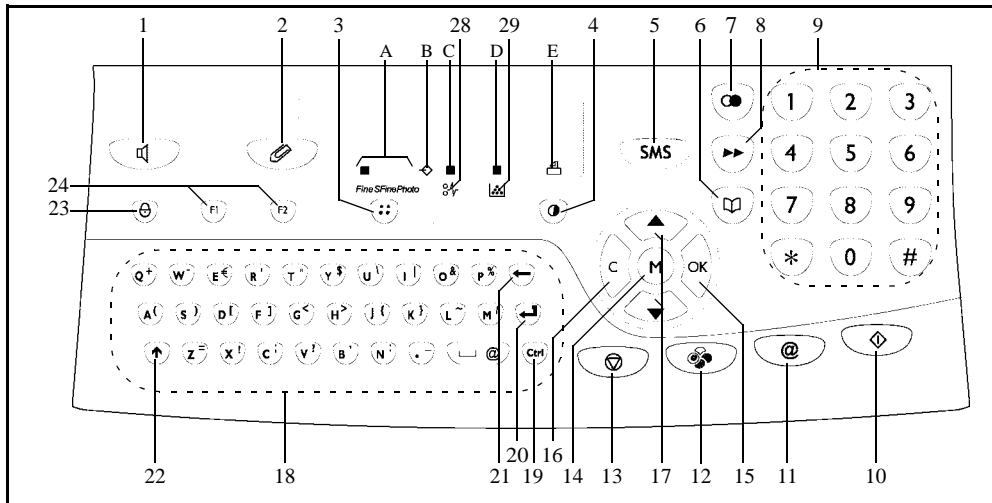 1 2 3 A B C 28 D 29 E 4 5 6 7 8 9
1 2 3
SMS 4 5 6
Fine SFine Photo
24
23 F1 F2 7 8 9
* 0 #
Q+ W- E€ R' T" Y$ U\ I| O& P% C M OK
A( S) D[ F] G< H> J{ K} L~ M
Z= X! C' V? B' N' .- @ Ctrl @
22 18 21 20 19 16 14 13 17 12 15 11 10